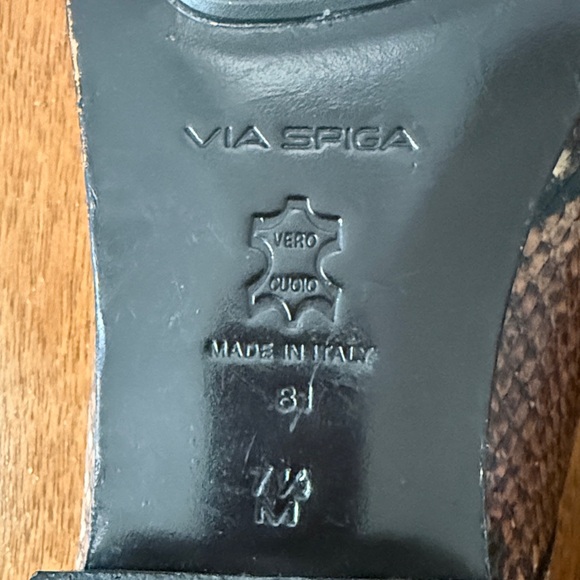 VIA SPIGA
VERO
CUOIO
MADE IN ITALY
81
7½
M